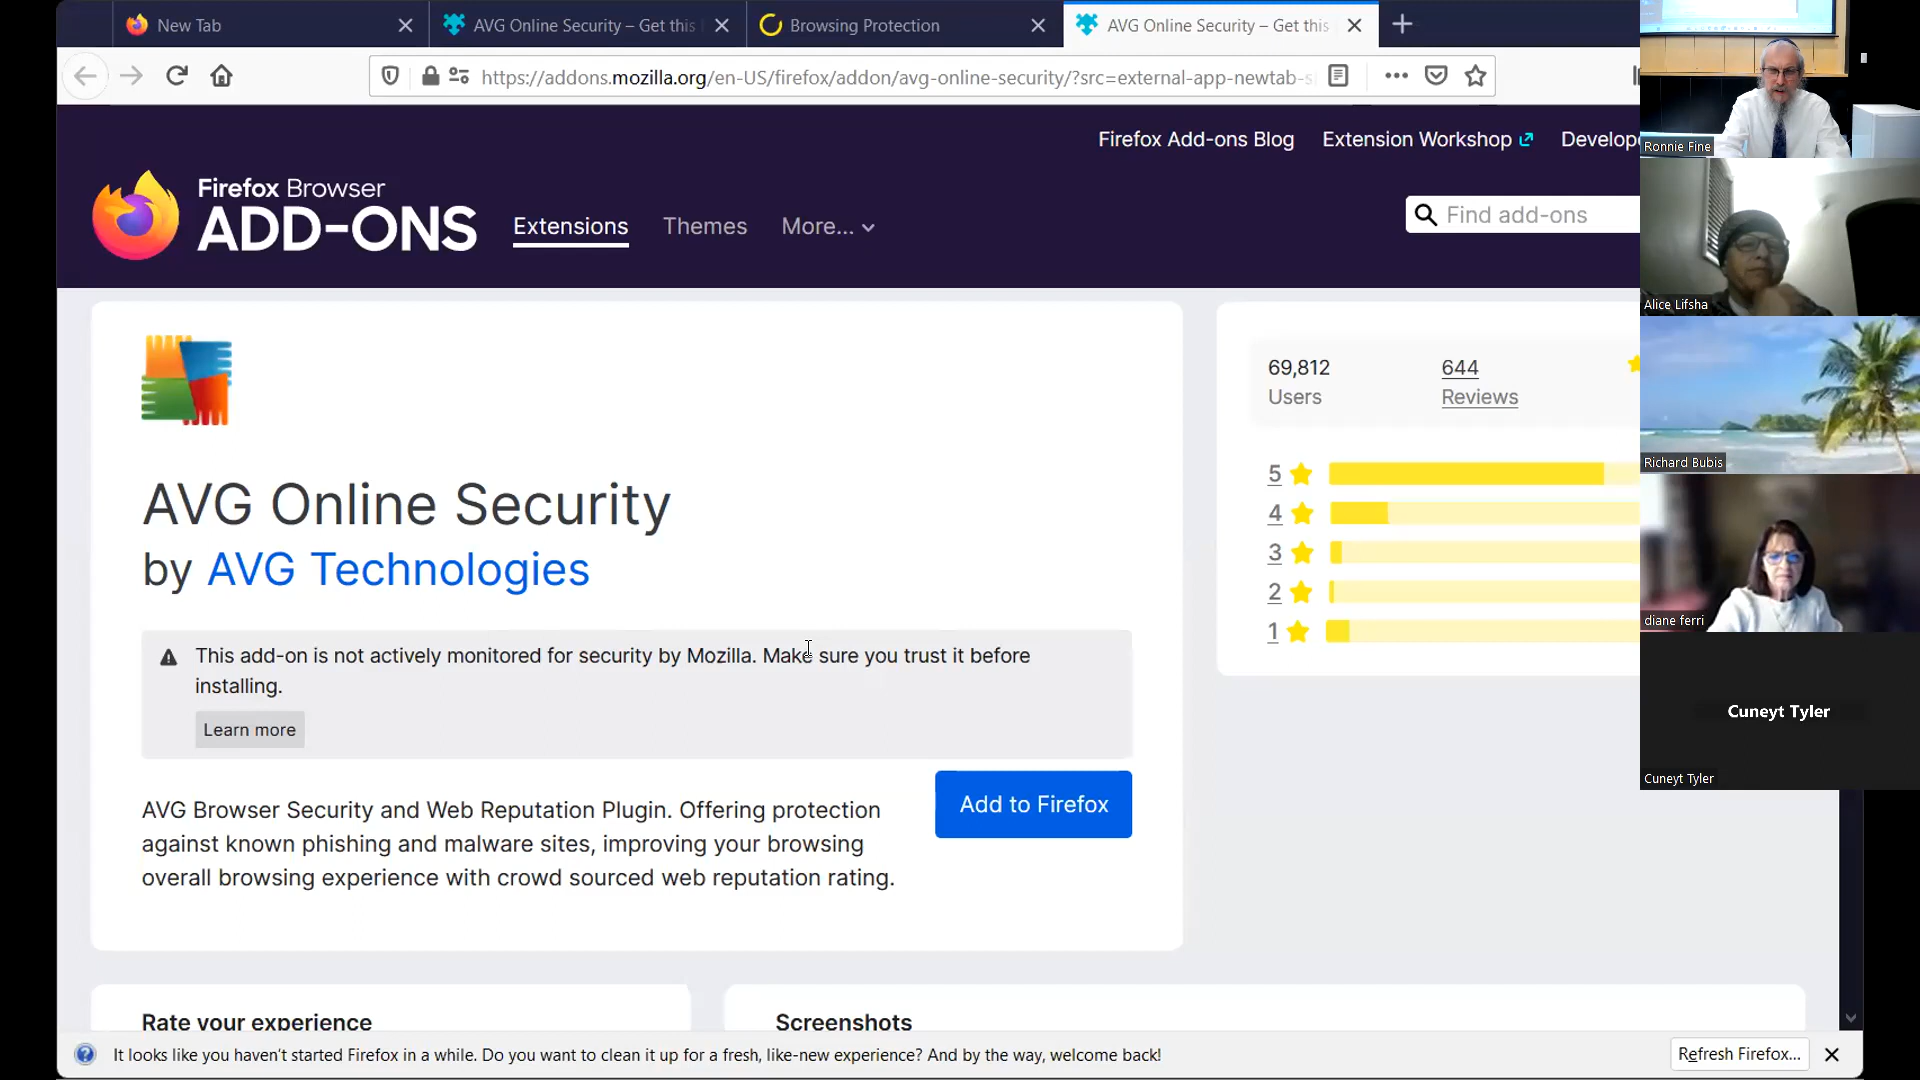 New Tab
AVG Online Security – Get this
Browsing Protection
AVG Online Security – Get this
https://addons.mozilla.org/en-US/firefox/addon/avg-online-security/?src=external-app-newtab-s
Firefox Add-ons Blog
Extension Workshop
Develop
Firefox Browser
ADD-ONS
Extensions
Themes
More...
Find add-ons
AVG Online Security
by AVG Technologies
This add-on is not actively monitored for security by Mozilla. Make sure you trust it before
installing.
Learn more
AVG Browser Security and Web Reputation Plugin. Offering protection
against known phishing and malware sites, improving your browsing
overall browsing experience with crowd sourced web reputation rating.
Add to Firefox
69,812
Users
644
Reviews
5
4
3
2
1
Rate your experience
Screenshots
It looks like you haven't started Firefox in a while. Do you want to clean it up for a fresh, like-new experience? And by the way, welcome back!
Refresh Firefox...
Ronnie Fine
Alice Lifsha
Richard Bubis
diane ferri
Cuneyt Tyler
Cuneyt Tyler